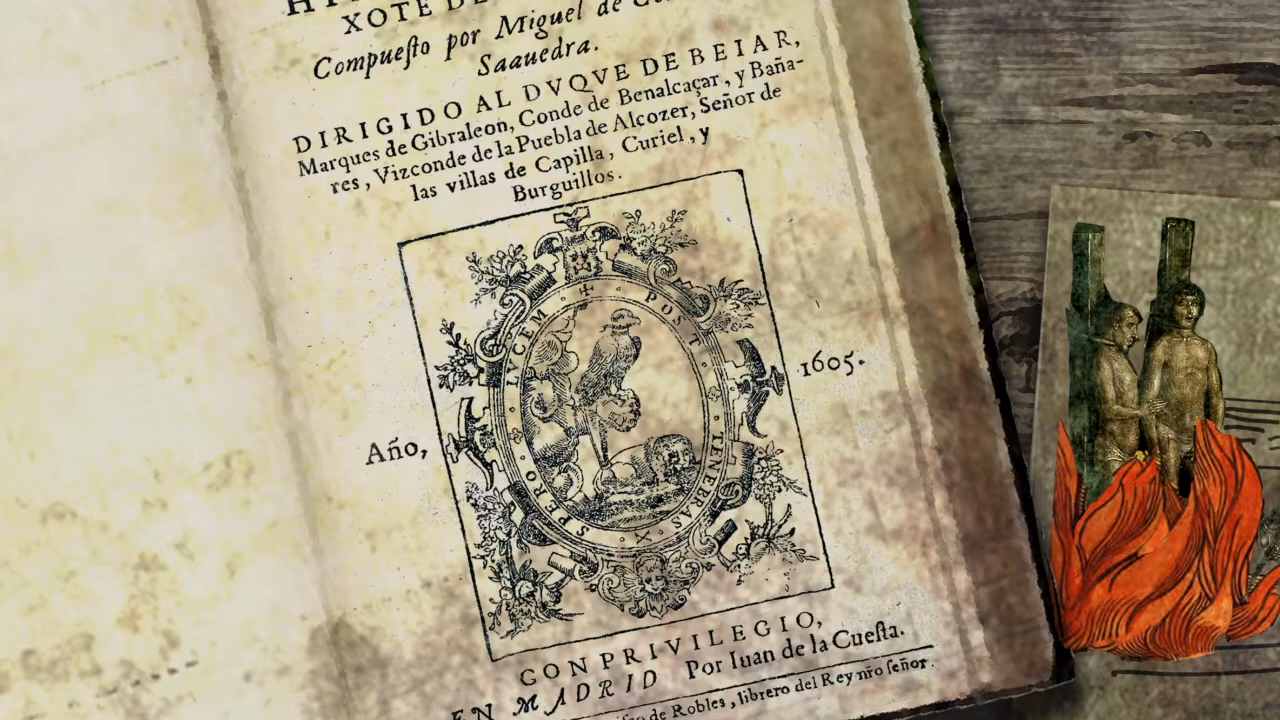 XOTE DE
Compuesto por Miguel de
Saauedra.
DIRIGIDO AL DVQVE DE BEIAR,
Marques de Gibraleon, Conde de Benalcaçar, y Baña-
res, Vizconde de la Puebla de Alcozer, Señor de
las villas de Capilla, Curiel, y
Burguillos.
SPERO LVCEM POST TENEBRAS
Año, 1605.
CON PRIVILEGIO,
EN MADRID Por Iuan de la Cuesta.
de Robles, librero del Rey nro señor.